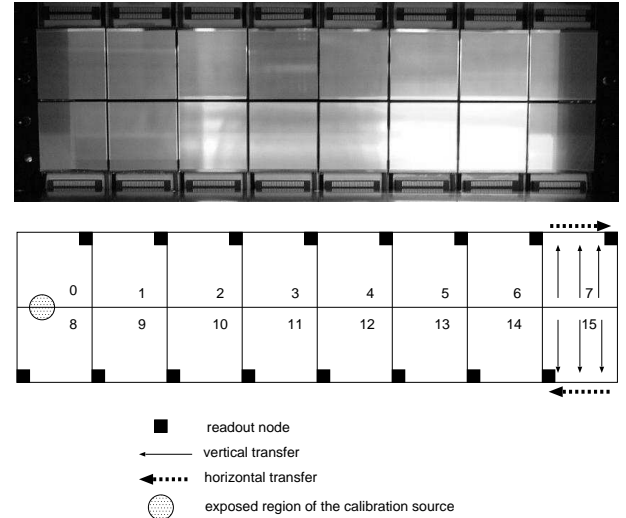 0 1 2 3 4 5 6 7
8 9 10 11 12 13 14 15
readout node
vertical transfer
horizontal transfer
exposed region of the calibration source